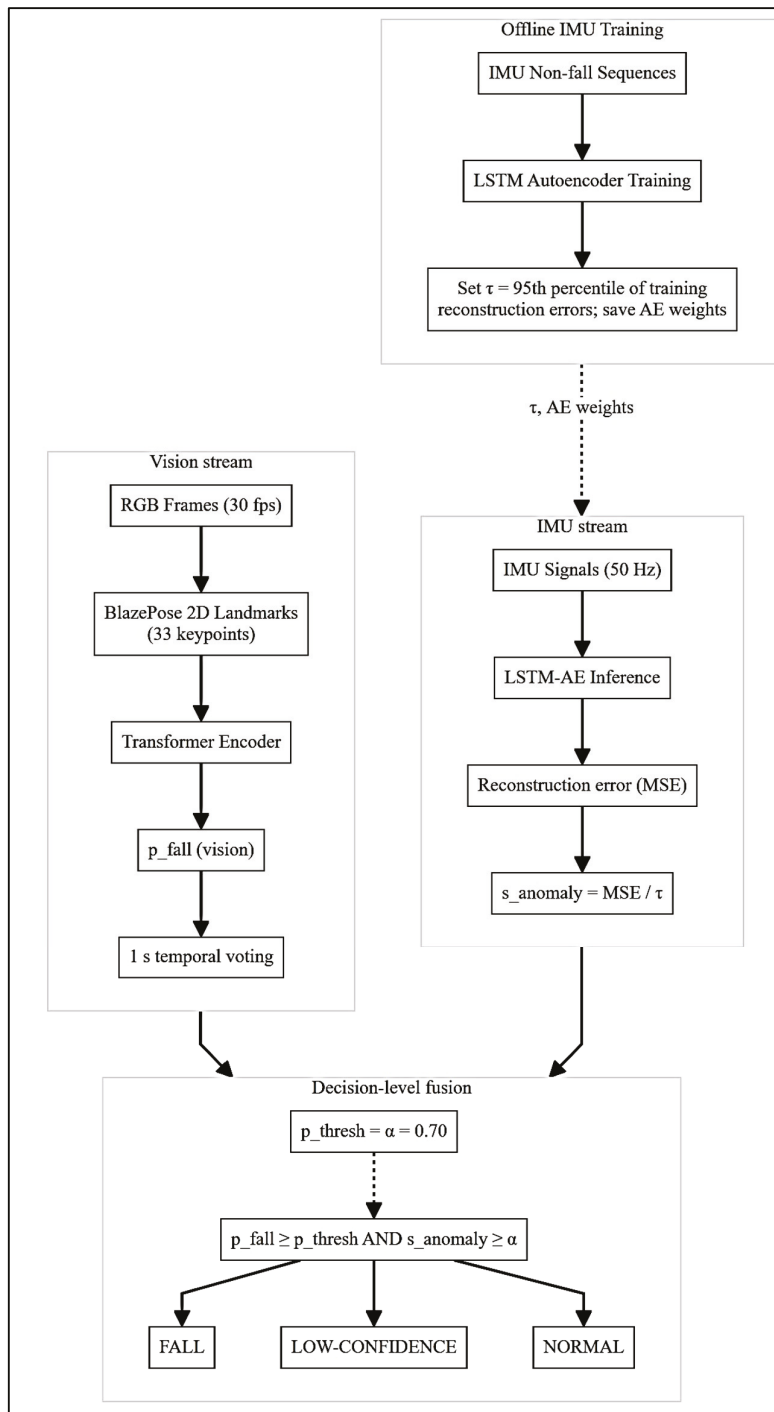 Offline IMU Training
IMU Non-fall Sequences
LSTM Autoencoder Training
Set τ = 95th percentile of training
reconstruction errors; save AE weights
τ, AE weights
Vision stream
RGB Frames (30 fps)
BlazePose 2D Landmarks
(33 keypoints)
Transformer Encoder
p_fall (vision)
1 s temporal voting
IMU stream
IMU Signals (50 Hz)
LSTM-AE Inference
Reconstruction error (MSE)
s_anomaly = MSE / τ
Decision-level fusion
p_thresh = α = 0.70
p_fall ≥ p_thresh AND s_anomaly ≥ α
FALL
LOW-CONFIDENCE
NORMAL